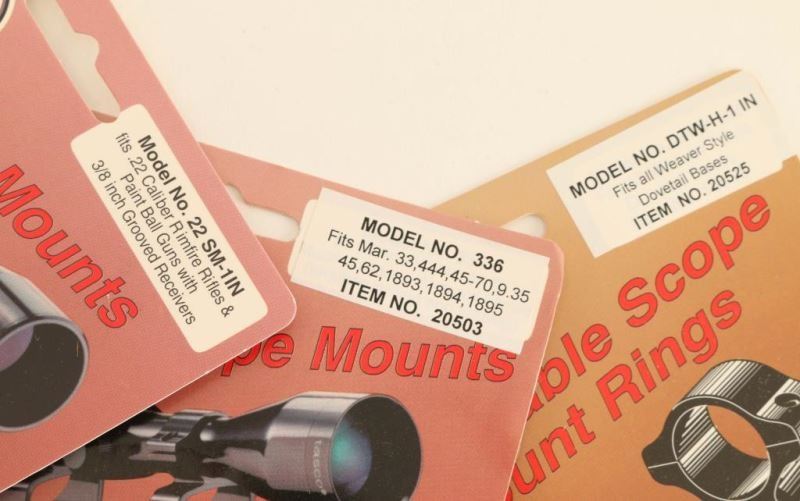 Model No. 22 SM-1IN
fits .22 Caliber Rimfire Rifles &
Paint Ball Guns with
3/8 inch Grooved Receivers
Mounts
MODEL NO. 336
Fits Mar. 33,444,45-70,9.35
45,62,1893,1894,1895
ITEM NO. 20503
pe Mounts
tasco
MODEL NO. DTW-H-1 IN
Fits all Weaver Style
Dovetail Bases
ITEM NO. 20525
able Scope
unt Rings